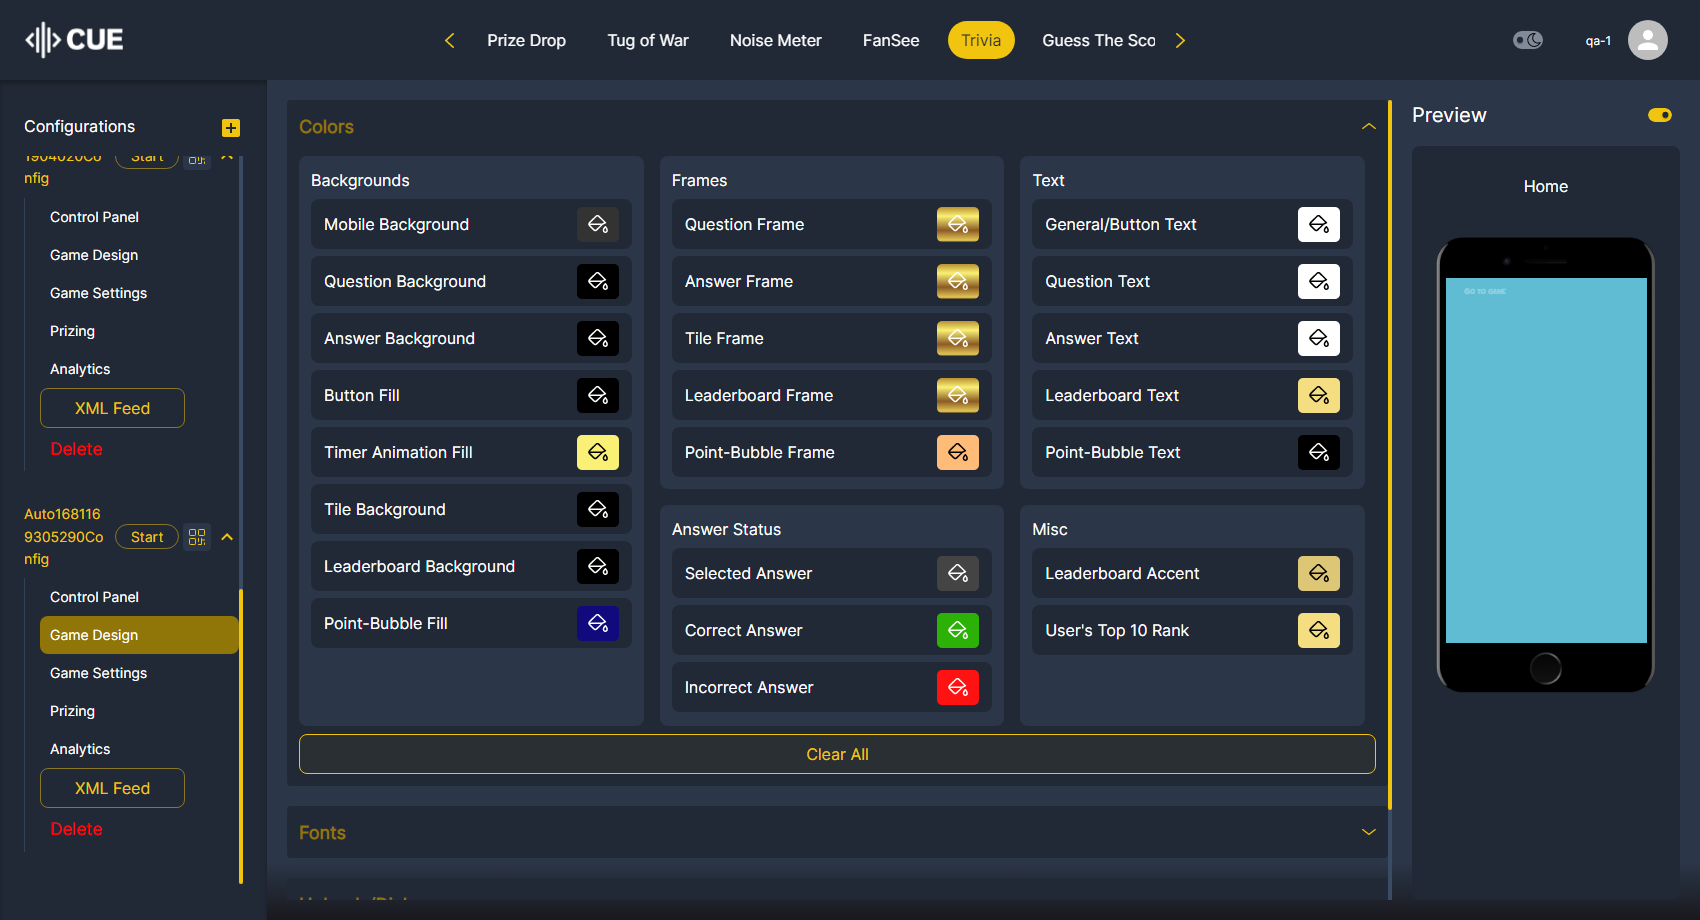 CUE
Prize Drop
Tug of War
Noise Meter
FanSee
Trivia
Guess The Sco
qa-1
Configurations
1904020Co
nfig
Start
Control Panel
Game Design
Game Settings
Prizing
Analytics
XML Feed
Delete
Auto168116
9305290Co
nfig
Start
Control Panel
Game Design
Game Settings
Prizing
Analytics
XML Feed
Delete
Colors
Backgrounds
Mobile Background
Question Background
Answer Background
Button Fill
Timer Animation Fill
Tile Background
Leaderboard Background
Point-Bubble Fill
Frames
Question Frame
Answer Frame
Tile Frame
Leaderboard Frame
Point-Bubble Frame
Text
General/Button Text
Question Text
Answer Text
Leaderboard Text
Point-Bubble Text
Answer Status
Selected Answer
Correct Answer
Incorrect Answer
Misc
Leaderboard Accent
User's Top 10 Rank
Clear All
Fonts
Preview
Home
GO TO GAME